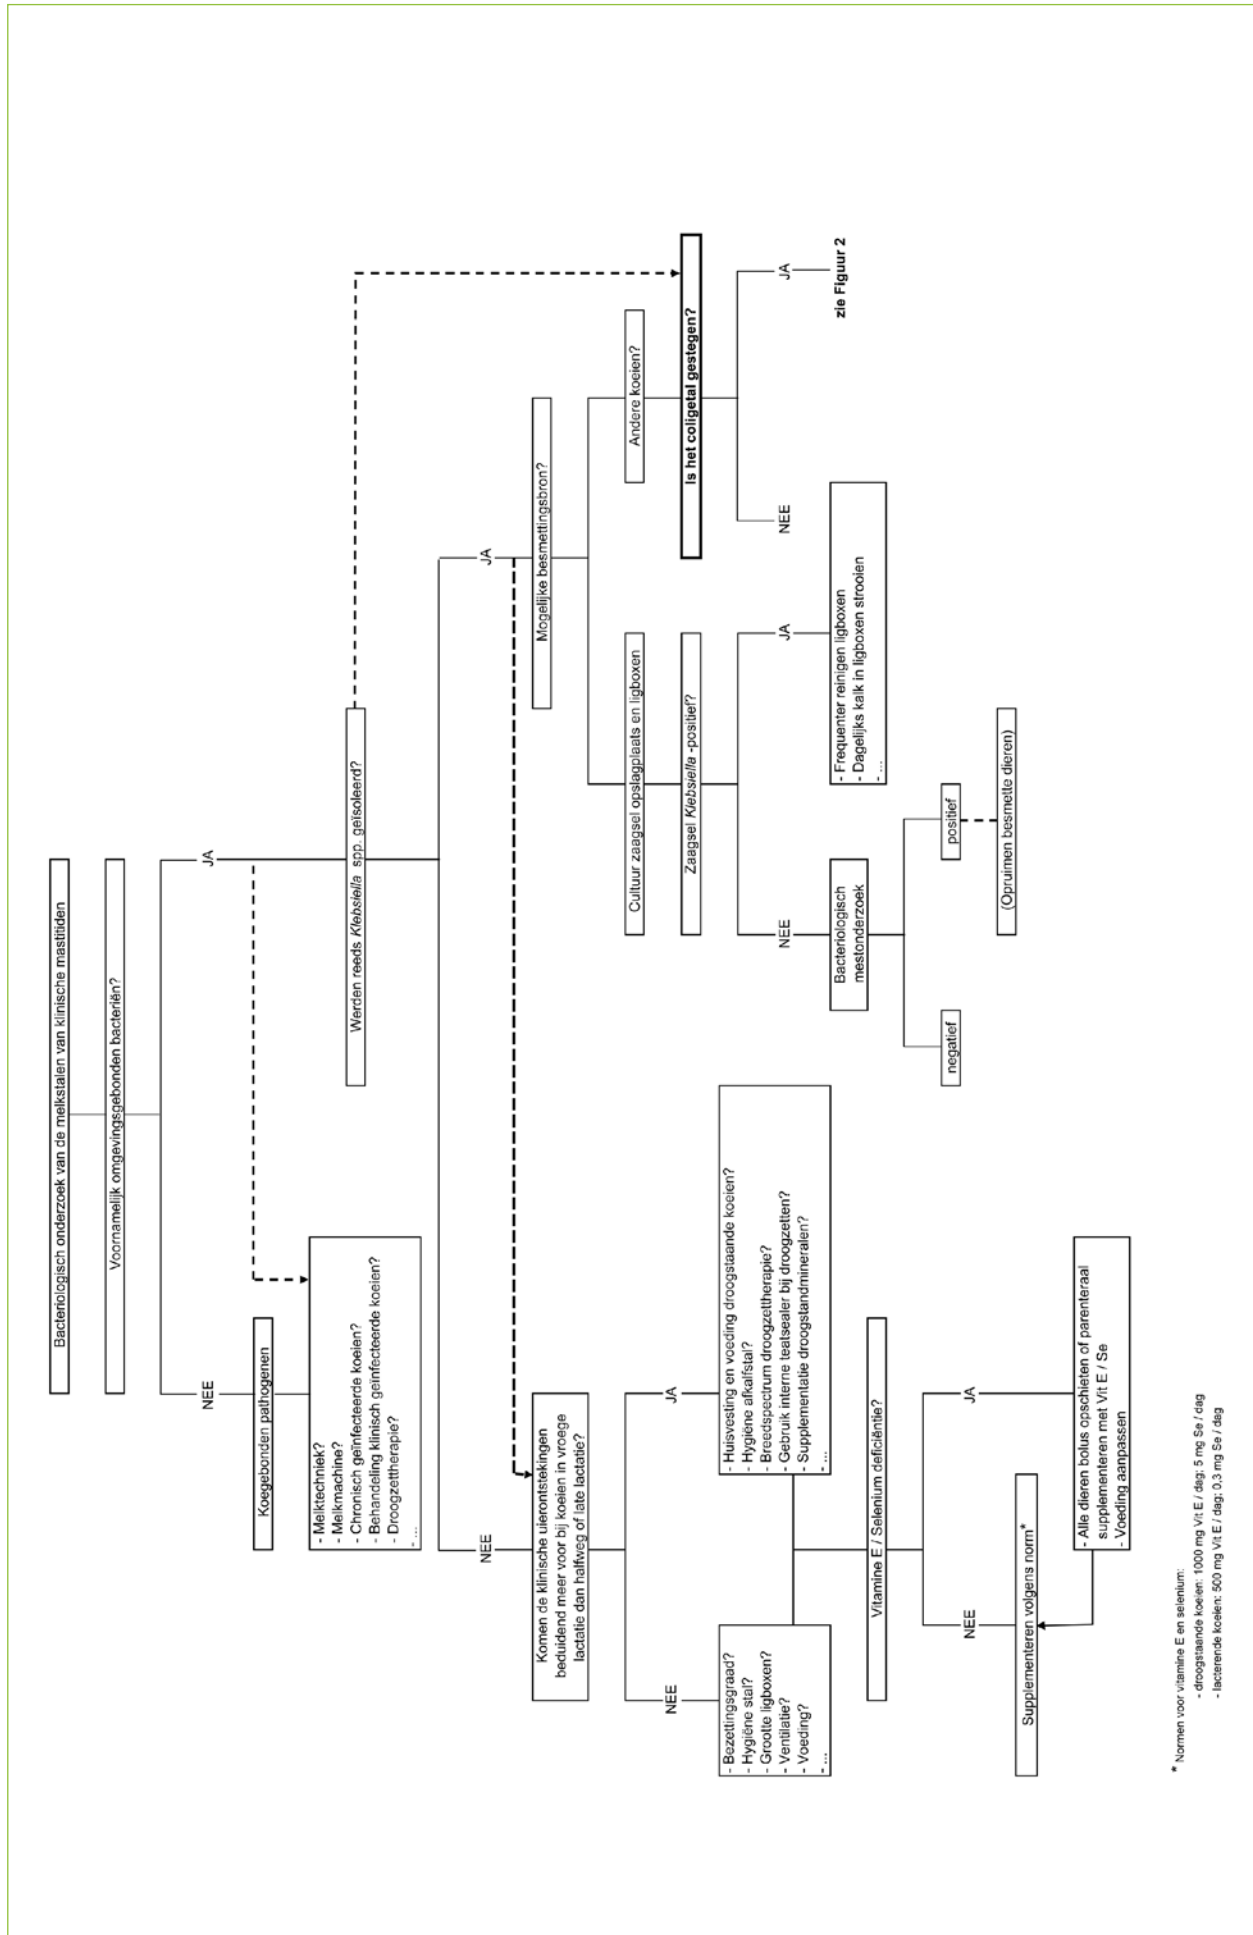 Bacteriologisch onderzoek van de melkstalen van klinische mastitiden
Voornamelijk omgevingsgebonden bacteriën?
NEE
JA
Koegebonden pathogenen
- Melktechniek?
- Melkmachine?
- Chronisch geïnfecteerde koeien?
- Behandeling klinisch geïnfecteerde koeien?
- Droogzettherapie?
- ...
Werden reeds Klebsiella spp. geïsoleerd?
NEE
JA
Komen de klinische uierontstekingen
beduidend meer voor bij koeien in vroege
lactatie dan halfweg of late lactatie?
NEE
JA
- Bezettingsgraad?
- Hygiëne stal?
- Grootte ligboxen?
- Ventilatie?
- Voeding?
- ...
- Huisvesting en voeding droogstaande koeien?
- Hygiëne afkalfstal?
- Breedspectrum droogzettherapie?
- Gebruik interne teatsealer bij droogzetten?
- Supplementatie droogstandmineralen?
- ...
Vitamine E / Selenium deficiëntie?
NEE
JA
Supplementeren volgens norm*
- Alle dieren bolus opschieten of parenteraal
supplementeren met Vit E / Se
- Voeding aanpassen
Mogelijke besmettingsbron?
Cultuur zaagsel opslagplaats en ligboxen
Andere koeien?
Zaagsel Klebsiella -positief?
NEE
JA
Bacteriologisch
mestonderzoek
- Frequenter reinigen ligboxen
- Dagelijks kalk in ligboxen strooien
- ...
negatief
positief
(Opruimen besmette dieren)
Is het coligetal gestegen?
NEE
JA
zie Figuur 2
* Normen voor vitamine E en selenium:
- droogstaande koeien: 1000 mg Vit E / dag; 5 mg Se / dag
- lacterende koeien: 500 mg Vit E / dag; 0,3 mg Se / dag